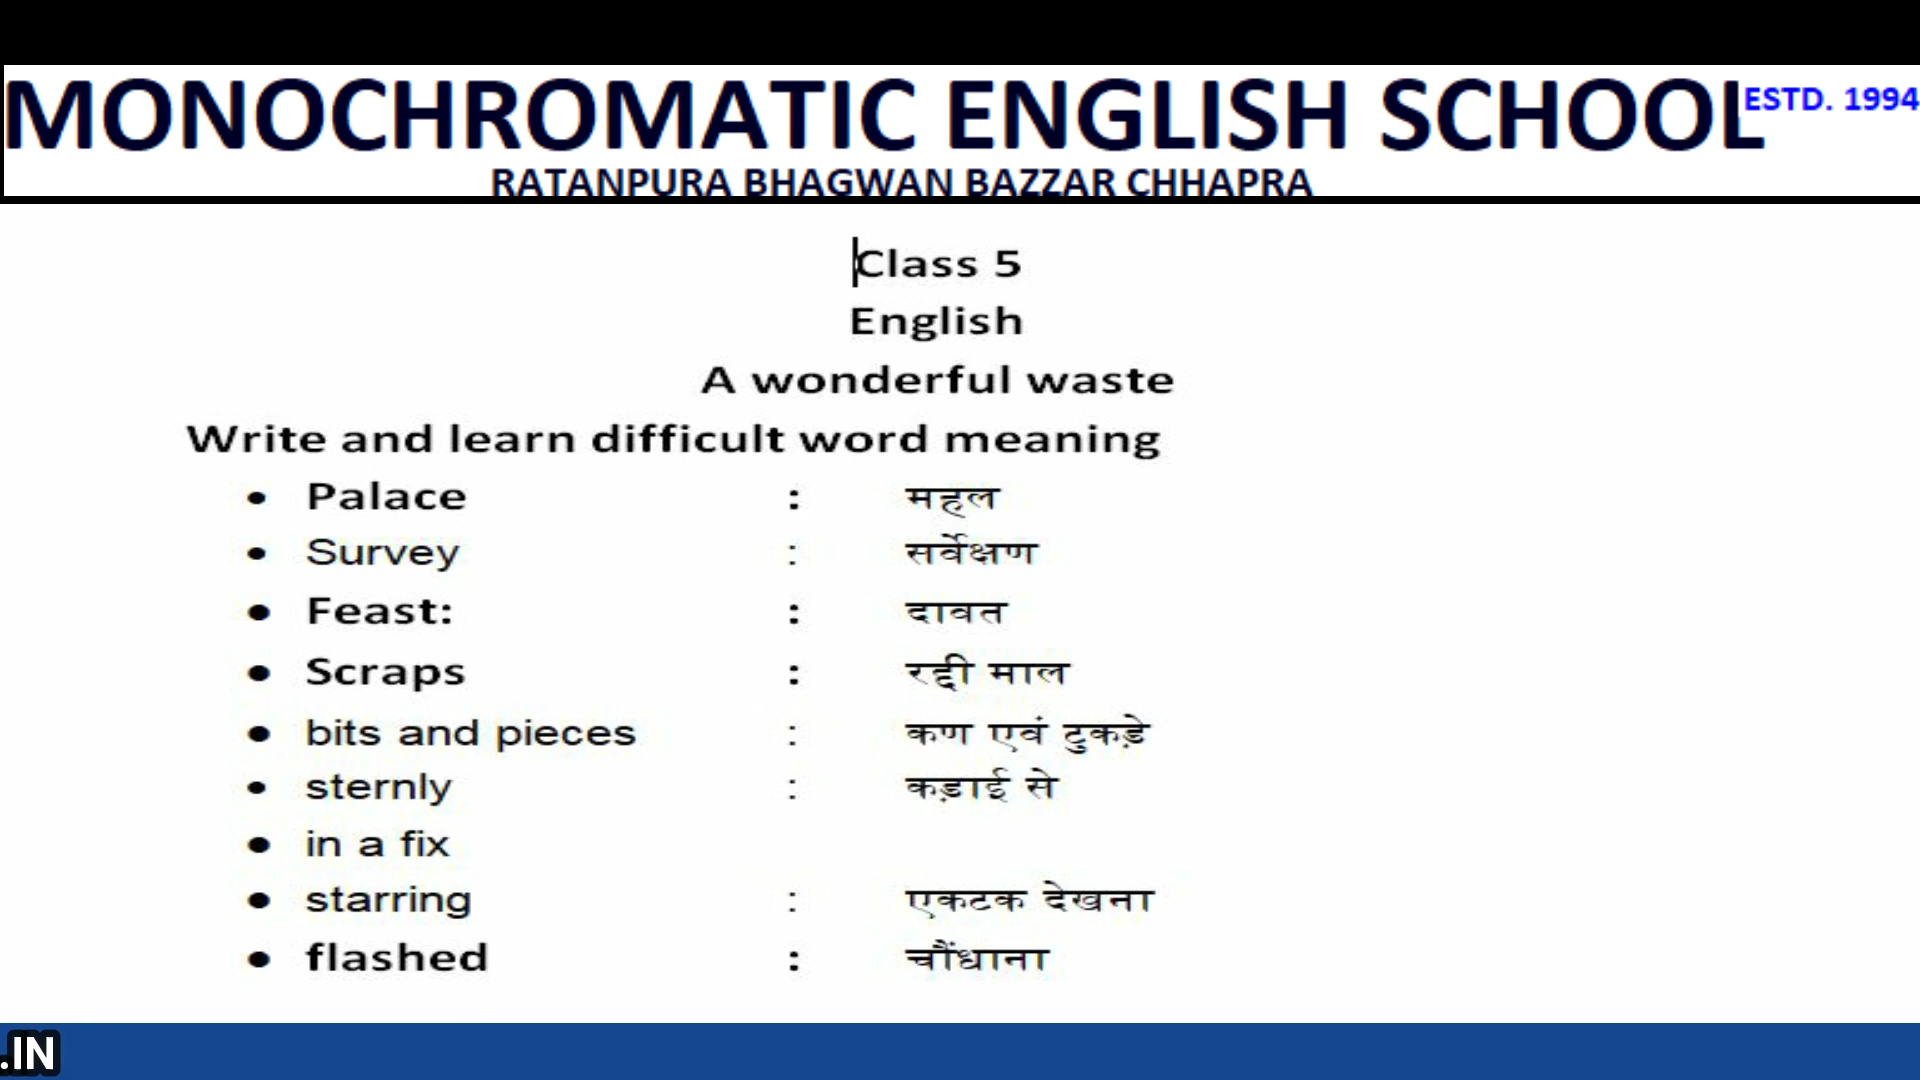 MONOCHROMATIC ENGLISH SCHOOL ESTD. 1994
RATANPURA BHAGWAN BAZZAR CHHAPRA
Class 5
English
A wonderful waste
Write and learn difficult word meaning
• Palace : महल
• Survey : सर्वेक्षण
• Feast: : दावत
• Scraps : रद्दी माल
• bits and pieces : कण एवं टुकड़े
• sternly : कड़ाई से
• in a fix
• starring : एकटक देखना
• flashed : चौंधाना
.IN